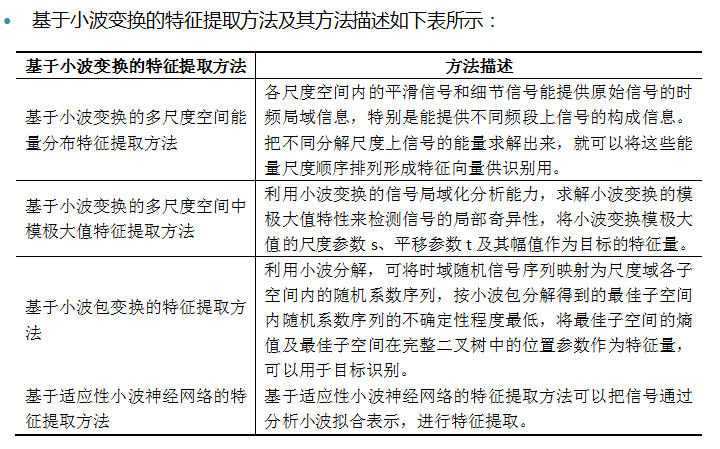 • 基于小波变换的特征提取方法及其方法描述如下表所示：
基于小波变换的特征提取方法 方法描述
基于小波变换的多尺度空间能
量分布特征提取方法
各尺度空间内的平滑信号和细节信号能提供原始信号的时
频局域信息，特别是能提供不同频段上信号的构成信息。
把不同分解尺度上信号的能量求解出来，就可以将这些能
量尺度顺序排列形成特征向量供识别用。
基于小波变换的多尺度空间中
模极大值特征提取方法
利用小波变换的信号局域化分析能力，求解小波变换的模
极大值特性来检测信号的局部奇异性，将小波变换模极大
值的尺度参数 s、平移参数 t 及其幅值作为目标的特征量。
基于小波包变换的特征提取方
法
利用小波分解，可将时域随机信号序列映射为尺度域各子
空间内的随机系数序列，按小波包分解得到的最佳子空间
内随机系数序列的不确定性程度最低，将最佳子空间的熵
值及最佳子空间在完整二叉树中的位置参数作为特征量，
可以用于目标识别。
基于适应性小波神经网络的特
征提取方法
基于适应性小波神经网络的特征提取方法可以把信号通过
分析小波拟合表示，进行特征提取。